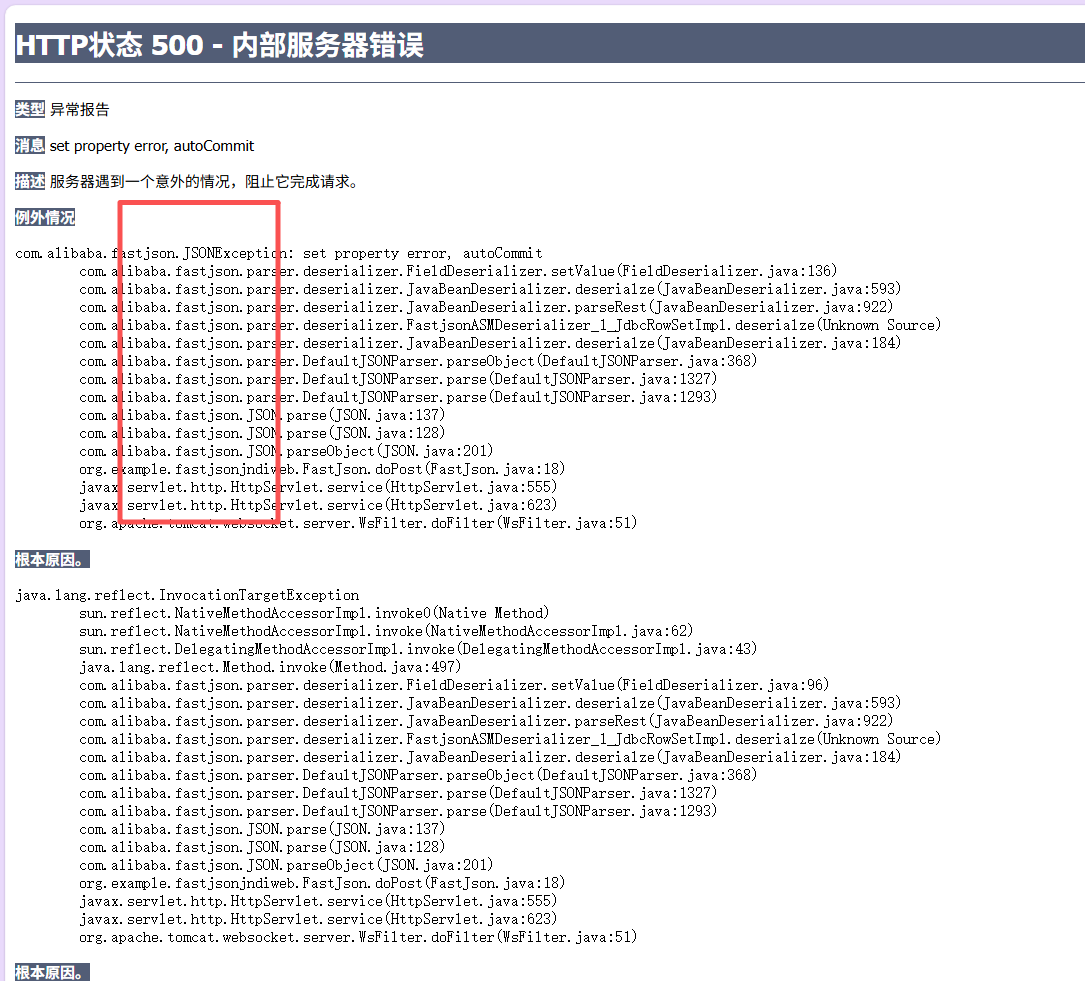 HTTP状态 500 - 内部服务器错误
类型 异常报告
消息 set property error, autoCommit
描述 服务器遇到一个意外的情况，阻止它完成请求。
例外情况
com.alibaba.fastjson.JSONException: set property error, autoCommit
com.alibaba.fastjson.parser.deserializer.FieldDeserializer.setValue(FieldDeserializer.java:136)
com.alibaba.fastjson.parser.deserializer.JavaBeanDeserializer.deserialze(JavaBeanDeserializer.java:593)
com.alibaba.fastjson.parser.deserializer.JavaBeanDeserializer.parseRest(JavaBeanDeserializer.java:922)
com.alibaba.fastjson.parser.deserializer.FastjsonASMDeserializer_1_JdbcRowSetImpl.deserialze(Unknown Source)
com.alibaba.fastjson.parser.deserializer.JavaBeanDeserializer.deserialze(JavaBeanDeserializer.java:184)
com.alibaba.fastjson.parser.DefaultJSONParser.parseObject(DefaultJSONParser.java:368)
com.alibaba.fastjson.parser.DefaultJSONParser.parse(DefaultJSONParser.java:1327)
com.alibaba.fastjson.parser.DefaultJSONParser.parse(DefaultJSONParser.java:1293)
com.alibaba.fastjson.JSON.parse(JSON.java:137)
com.alibaba.fastjson.JSON.parse(JSON.java:128)
com.alibaba.fastjson.JSON.parseObject(JSON.java:201)
org.example.fastjsonjndiweb.FastJson.doPost(FastJson.java:18)
javax.servlet.http.HttpServlet.service(HttpServlet.java:555)
javax.servlet.http.HttpServlet.service(HttpServlet.java:623)
org.apache.tomcat.websocket.server.WsFilter.doFilter(WsFilter.java:51)
根本原因。
java.lang.reflect.InvocationTargetException
sun.reflect.NativeMethodAccessorImpl.invoke0(Native Method)
sun.reflect.NativeMethodAccessorImpl.invoke(NativeMethodAccessorImpl.java:62)
sun.reflect.DelegatingMethodAccessorImpl.invoke(DelegatingMethodAccessorImpl.java:43)
java.lang.reflect.Method.invoke(Method.java:497)
com.alibaba.fastjson.parser.deserializer.FieldDeserializer.setValue(FieldDeserializer.java:96)
com.alibaba.fastjson.parser.deserializer.JavaBeanDeserializer.deserialze(JavaBeanDeserializer.java:593)
com.alibaba.fastjson.parser.deserializer.JavaBeanDeserializer.parseRest(JavaBeanDeserializer.java:922)
com.alibaba.fastjson.parser.deserializer.FastjsonASMDeserializer_1_JdbcRowSetImpl.deserialze(Unknown Source)
com.alibaba.fastjson.parser.deserializer.JavaBeanDeserializer.deserialze(JavaBeanDeserializer.java:184)
com.alibaba.fastjson.parser.DefaultJSONParser.parseObject(DefaultJSONParser.java:368)
com.alibaba.fastjson.parser.DefaultJSONParser.parse(DefaultJSONParser.java:1327)
com.alibaba.fastjson.parser.DefaultJSONParser.parse(DefaultJSONParser.java:1293)
com.alibaba.fastjson.JSON.parse(JSON.java:137)
com.alibaba.fastjson.JSON.parse(JSON.java:128)
com.alibaba.fastjson.JSON.parseObject(JSON.java:201)
org.example.fastjsonjndiweb.FastJson.doPost(FastJson.java:18)
javax.servlet.http.HttpServlet.service(HttpServlet.java:555)
javax.servlet.http.HttpServlet.service(HttpServlet.java:623)
org.apache.tomcat.websocket.server.WsFilter.doFilter(WsFilter.java:51)
根本原因。